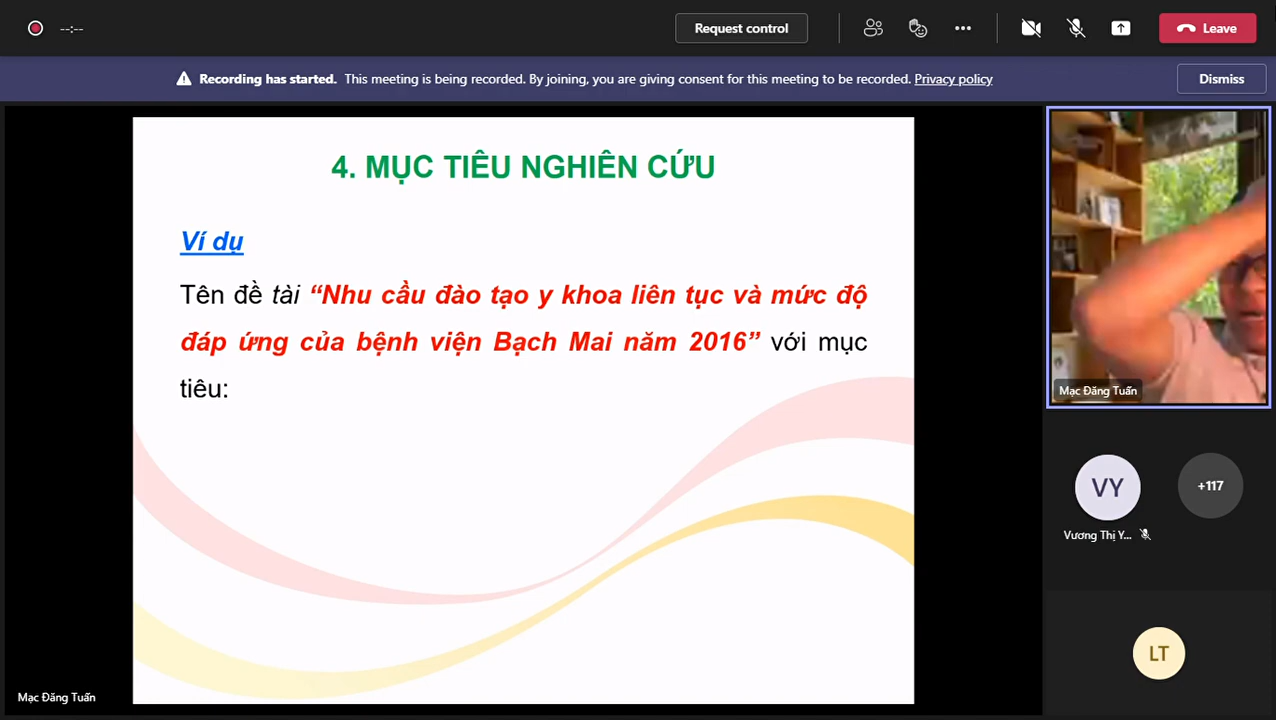 --:--
Request control
Leave
Recording has started. This meeting is being recorded. By joining, you are giving consent for this meeting to be recorded. Privacy policy
Dismiss
4. MỤC TIÊU NGHIÊN CỨU
Ví dụ
Tên đề tài “Nhu cầu đào tạo y khoa liên tục và mức độ
đáp ứng của bệnh viện Bạch Mai năm 2016” với mục
tiêu:
Mạc Đăng Tuấn
VY
+117
Vương Thị Y...
LT
Mạc Đăng Tuấn